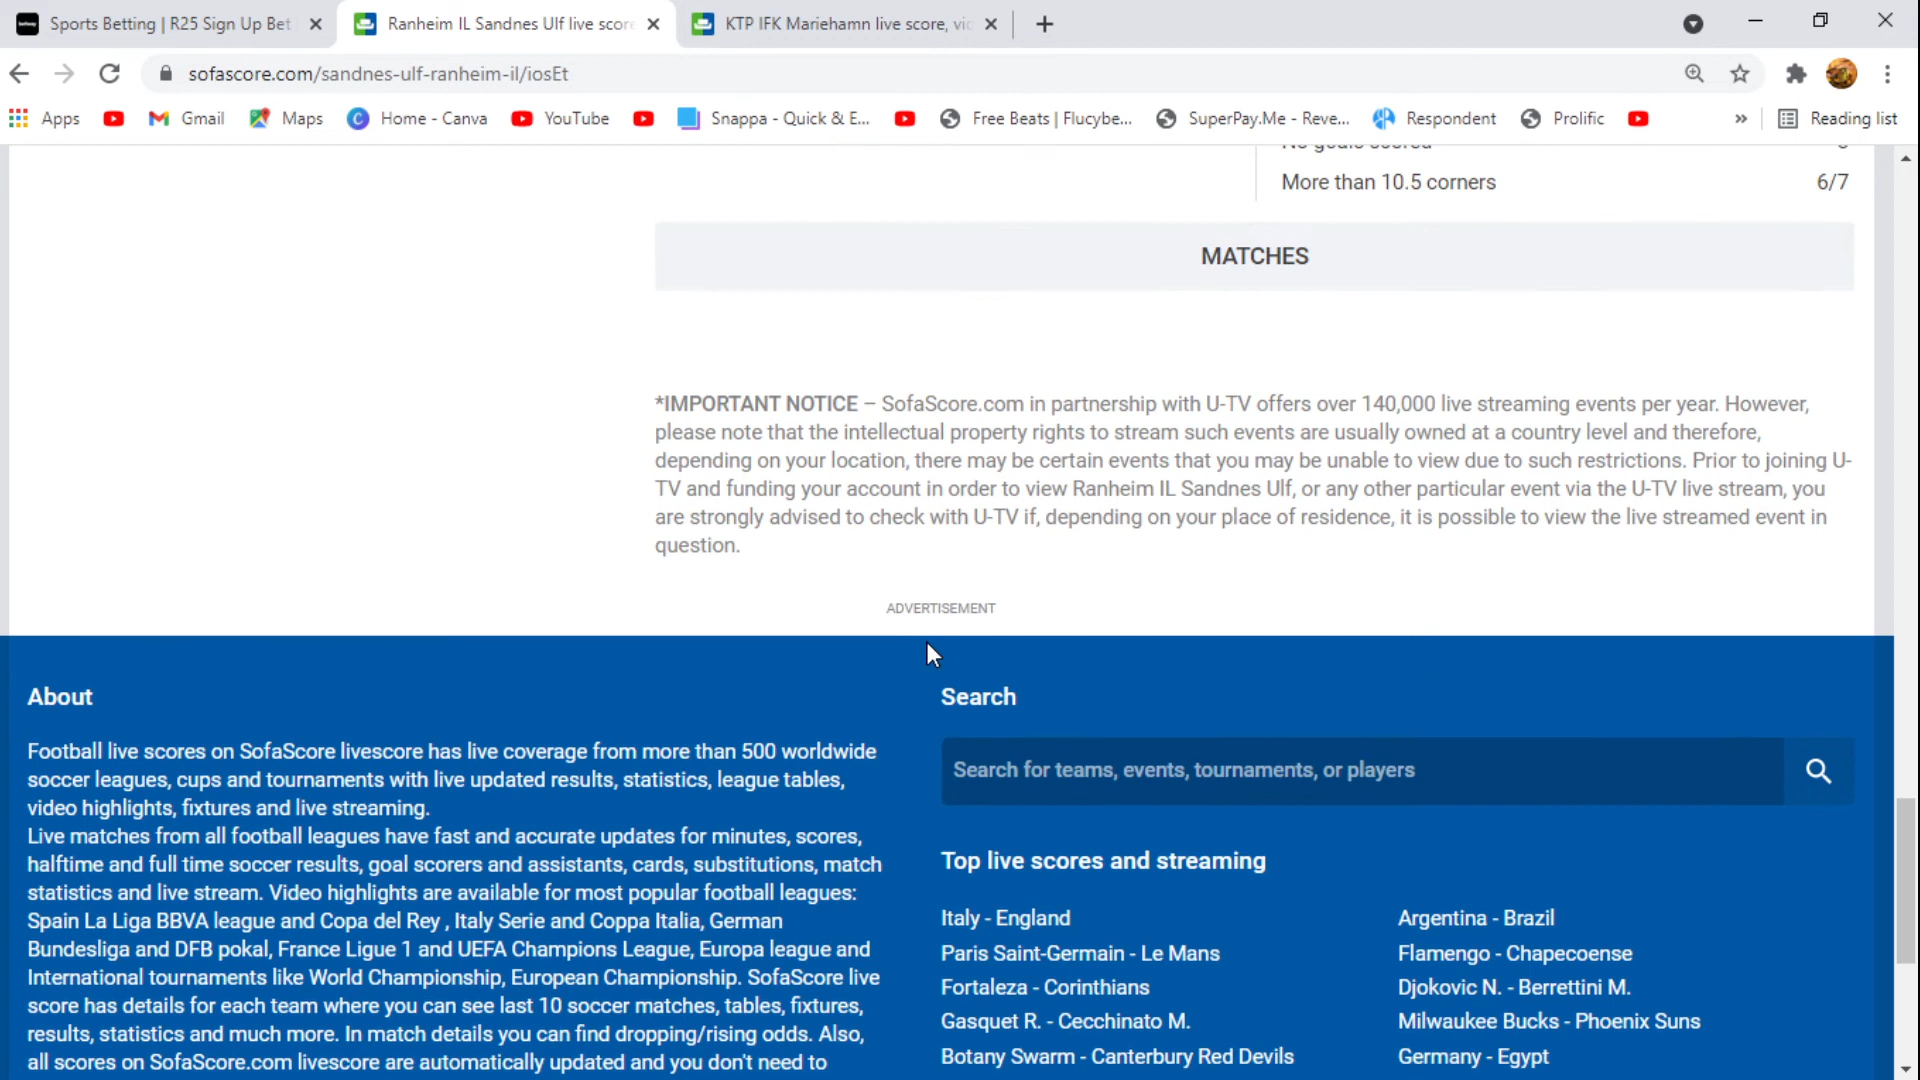 Sports Betting | R25 Sign Up Bet
Ranheim IL Sandnes Ulf live score
KTP IFK Mariehamn live score, vid
sofascore.com/sandnes-ulf-ranheim-il/iosEt
Apps
Gmail
Maps
Home - Canva
YouTube
Snappa - Quick & E...
Free Beats | Flucybe...
SuperPay.Me - Reve...
Respondent
Prolific
»
Reading list
No goals scored
More than 10.5 corners 6/7
MATCHES
*IMPORTANT NOTICE – SofaScore.com in partnership with U-TV offers over 140,000 live streaming events per year. However,
please note that the intellectual property rights to stream such events are usually owned at a country level and therefore,
depending on your location, there may be certain events that you may be unable to view due to such restrictions. Prior to joining U-
TV and funding your account in order to view Ranheim IL Sandnes Ulf, or any other particular event via the U-TV live stream, you
are strongly advised to check with U-TV if, depending on your place of residence, it is possible to view the live streamed event in
question.
ADVERTISEMENT
About
Football live scores on SofaScore livescore has live coverage from more than 500 worldwide
soccer leagues, cups and tournaments with live updated results, statistics, league tables,
video highlights, fixtures and live streaming.
Live matches from all football leagues have fast and accurate updates for minutes, scores,
halftime and full time soccer results, goal scorers and assistants, cards, substitutions, match
statistics and live stream. Video highlights are available for most popular football leagues:
Spain La Liga BBVA league and Copa del Rey , Italy Serie and Coppa Italia, German
Bundesliga and DFB pokal, France Ligue 1 and UEFA Champions League, Europa league and
International tournaments like World Championship, European Championship. SofaScore live
score has details for each team where you can see last 10 soccer matches, tables, fixtures,
results, statistics and much more. In match details you can find dropping/rising odds. Also,
all scores on SofaScore.com livescore are automatically updated and you don't need to
Search
Search for teams, events, tournaments, or players
Top live scores and streaming
Italy - England
Argentina - Brazil
Paris Saint-Germain - Le Mans
Flamengo - Chapecoense
Fortaleza - Corinthians
Djokovic N. - Berrettini M.
Gasquet R. - Cecchinato M.
Milwaukee Bucks - Phoenix Suns
Botany Swarm - Canterbury Red Devils
Germany - Egypt